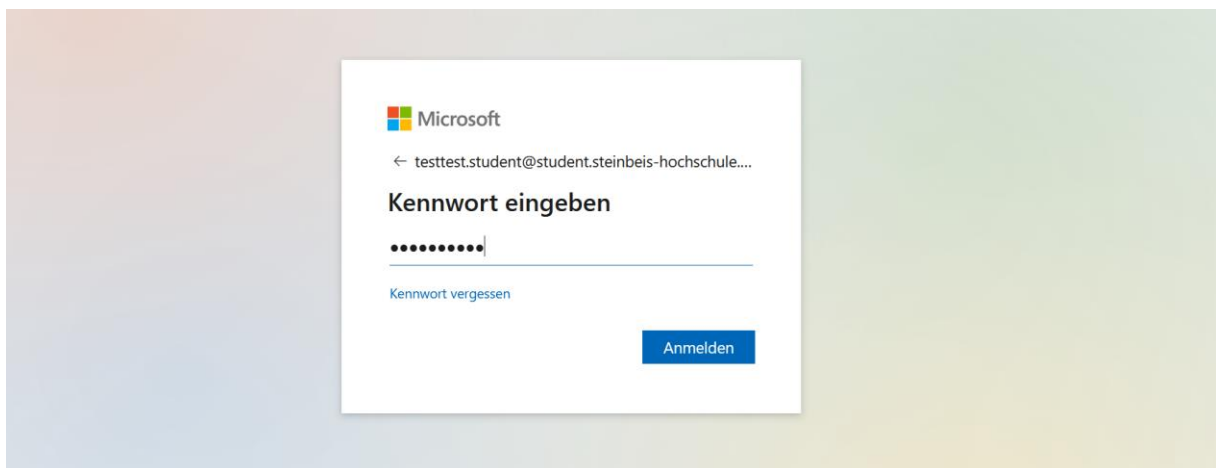 Microsoft
← testtest.student@student.steinbeis-hochschule....
Kennwort eingeben
••••••••••
Kennwort vergessen
Anmelden